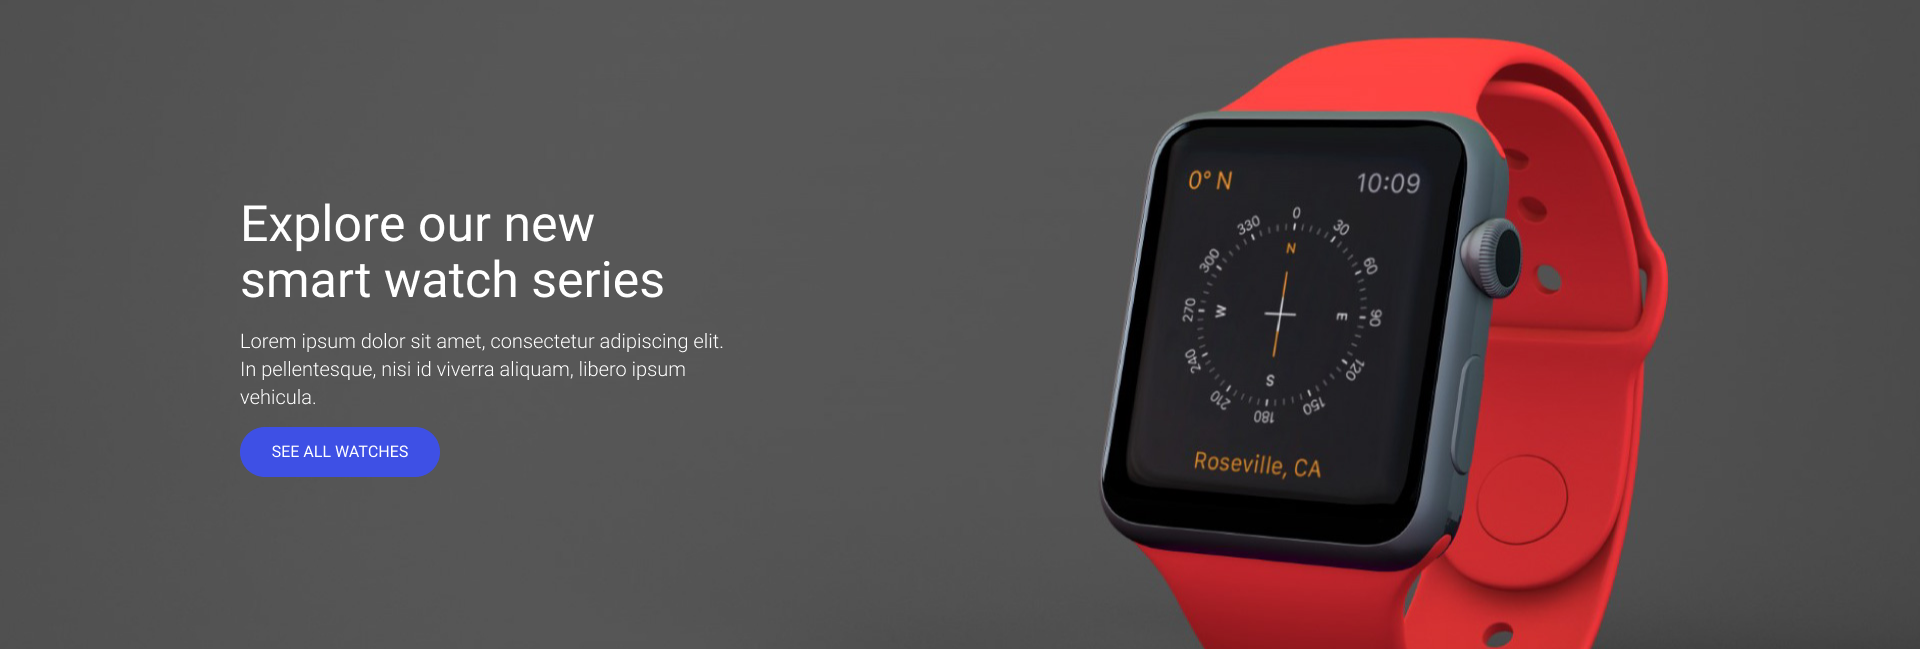 Explore our new
smart watch series
Lorem ipsum dolor sit amet, consectetur adipiscing elit.
In pellentesque, nisi id viverra aliquam, libero ipsum
vehicula.
SEE ALL WATCHES
0° N
10:09
0
30
60
90
120
150
180
210
240
270
300
330
N
E
S
W
Roseville, CA